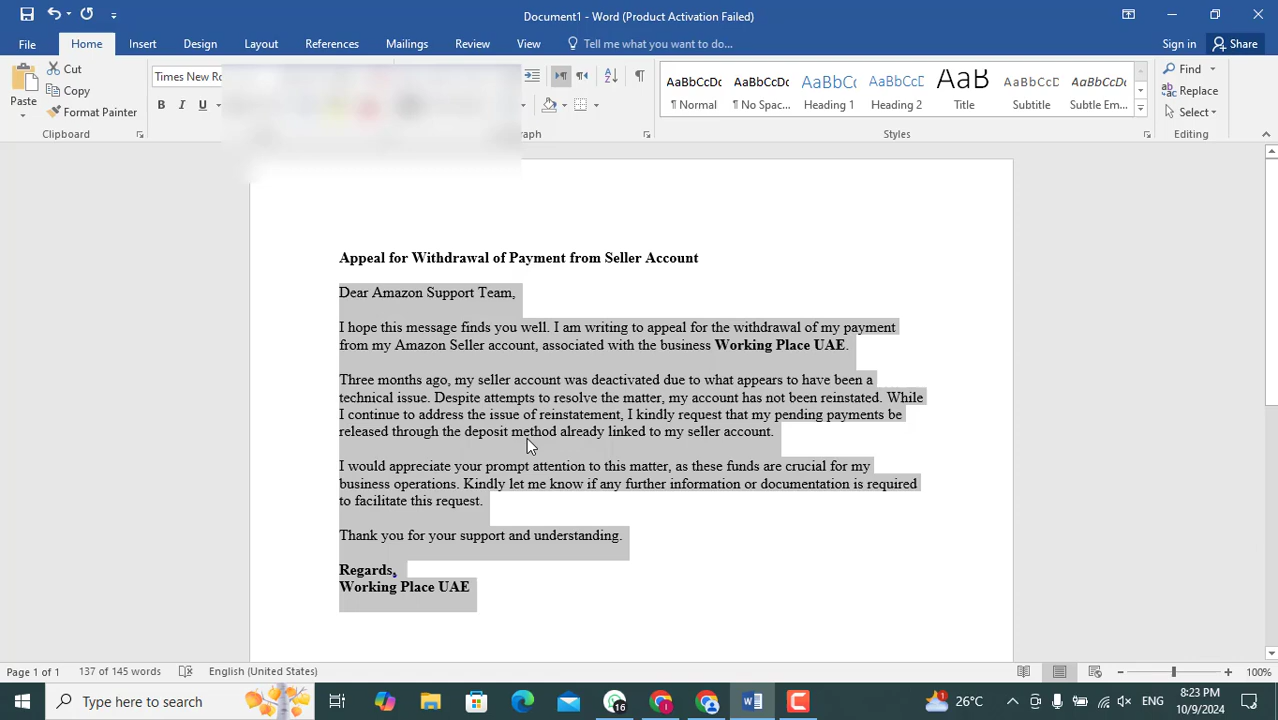 Document1 - Word (Product Activation Failed)
File Home Insert Design Layout References Mailings Review View Tell me what you want to do... Sign in Share
Paste
Cut
Copy
Format Painter
Clipboard
Times New Ro
B I U
AaBbCcDc AaBbCcDc AaBbCc AaBbCcD AaB AaBbCcD AaBbCcDc
¶ Normal ¶ No Spac... Heading 1 Heading 2 Title Subtitle Subtle Em...
Styles
Find
Replace
Select
Editing
Appeal for Withdrawal of Payment from Seller Account
Dear Amazon Support Team,
I hope this message finds you well. I am writing to appeal for the withdrawal of my payment
from my Amazon Seller account, associated with the business Working Place UAE.
Three months ago, my seller account was deactivated due to what appears to have been a
technical issue. Despite attempts to resolve the matter, my account has not been reinstated. While
I continue to address the issue of reinstatement, I kindly request that my pending payments be
released through the deposit method already linked to my seller account.
I would appreciate your prompt attention to this matter, as these funds are crucial for my
business operations. Kindly let me know if any further information or documentation is required
to facilitate this request.
Thank you for your support and understanding.
Regards,
Working Place UAE
Page 1 of 1 137 of 145 words English (United States) 100%
Type here to search
16
1
26°C
ENG
8:23 PM
10/9/2024